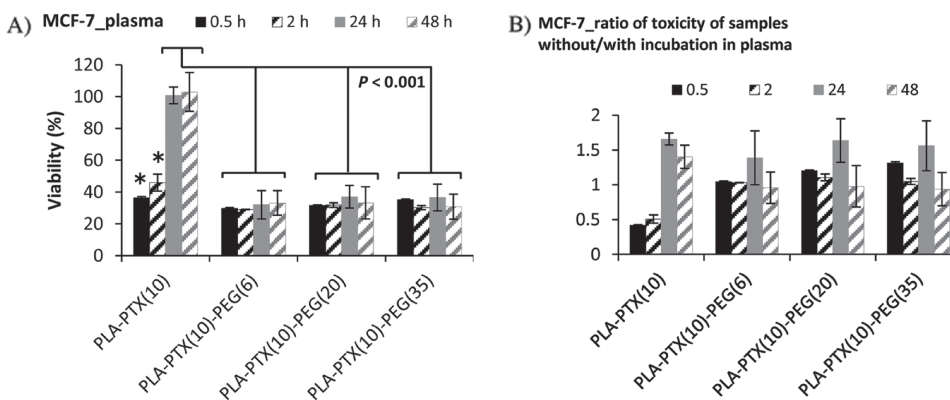 A) MCF-7_plasma
0.5 h 2 h 24 h 48 h
Viability (%)
120
100
80
60
40
20
0
P < 0.001
*
*
PLA-PTX(10)
PLA-PTX(10)-PEG(6)
PLA-PTX(10)-PEG(20)
PLA-PTX(10)-PEG(35)
B) MCF-7_ratio of toxicity of samples
without/with incubation in plasma
0.5 2 24 48
2
1.5
1
0.5
0
PLA-PTX(10)
PLA-PTX(10)-PEG(6)
PLA-PTX(10)-PEG(20)
PLA-PTX(10)-PEG(35)